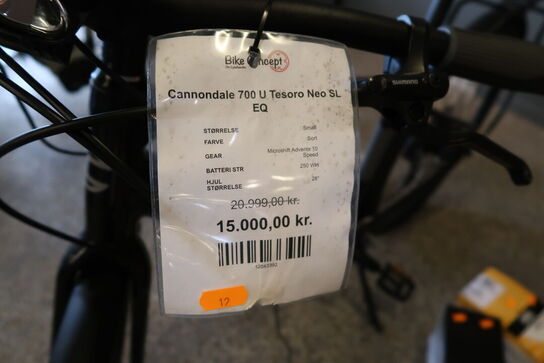 Bike Concept
Cannondale 700 U Tesoro Neo SL
EQ
STØRRELSE Small
FARVE Sort
GEAR Microshift Advente 10
Speed
BATTERI STR 250 WH
HJUL
STØRRELSE 28"
20.999,00 kr.
15.000,00 kr.
12
SHIMANO